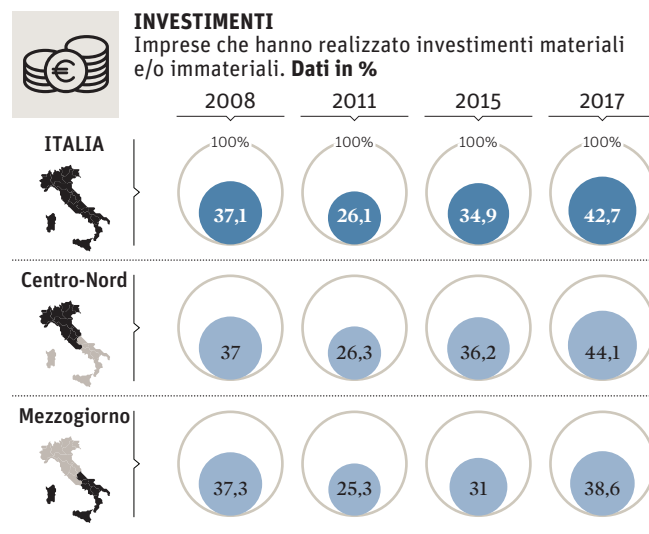 INVESTIMENTI
Imprese che hanno realizzato investimenti materiali
e/o immateriali. Dati in %
2008 2011 2015 2017
ITALIA
100% 100% 100% 100%
37,1 26,1 34,9 42,7
Centro-Nord
37 26,3 36,2 44,1
Mezzogiorno
37,3 25,3 31 38,6